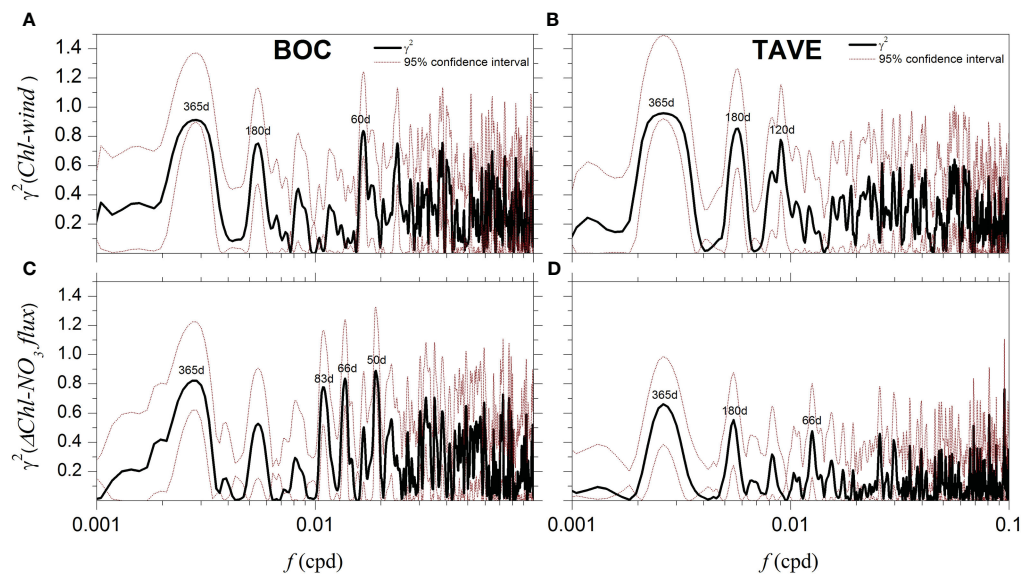 A
BOC
γ²
95% confidence interval
365d
180d
60d
1.4
1.2
1.0
0.8
0.6
0.4
0.2
γ²(Chl-wind)
B
TAVE
γ²
95% confidence interval
365d
180d
120d
C
365d
83d
66d
50d
1.4
1.2
1.0
0.8
0.6
0.4
0.2
γ²(ΔChl-NO₃ flux)
0.001
0.01
f (cpd)
D
365d
180d
66d
0.001
0.01
0.1
f (cpd)